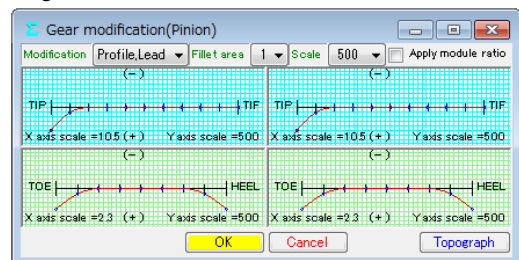 Σ Gear modification(Pinion)
Modification Profile,Lead Fillet area 1 Scale 500 Apply module ratio
(-) (-)
TIP TIF TIP TIF
X axis scale =10.5 (+) Y axis scale =500 X axis scale =10.5 (+) Y axis scale =500
(-) (-)
TOE HEEL TOE HEEL
X axis scale =2.3 (+) Y axis scale =500 X axis scale =2.3 (+) Y axis scale =500
OK Cancel Topograph